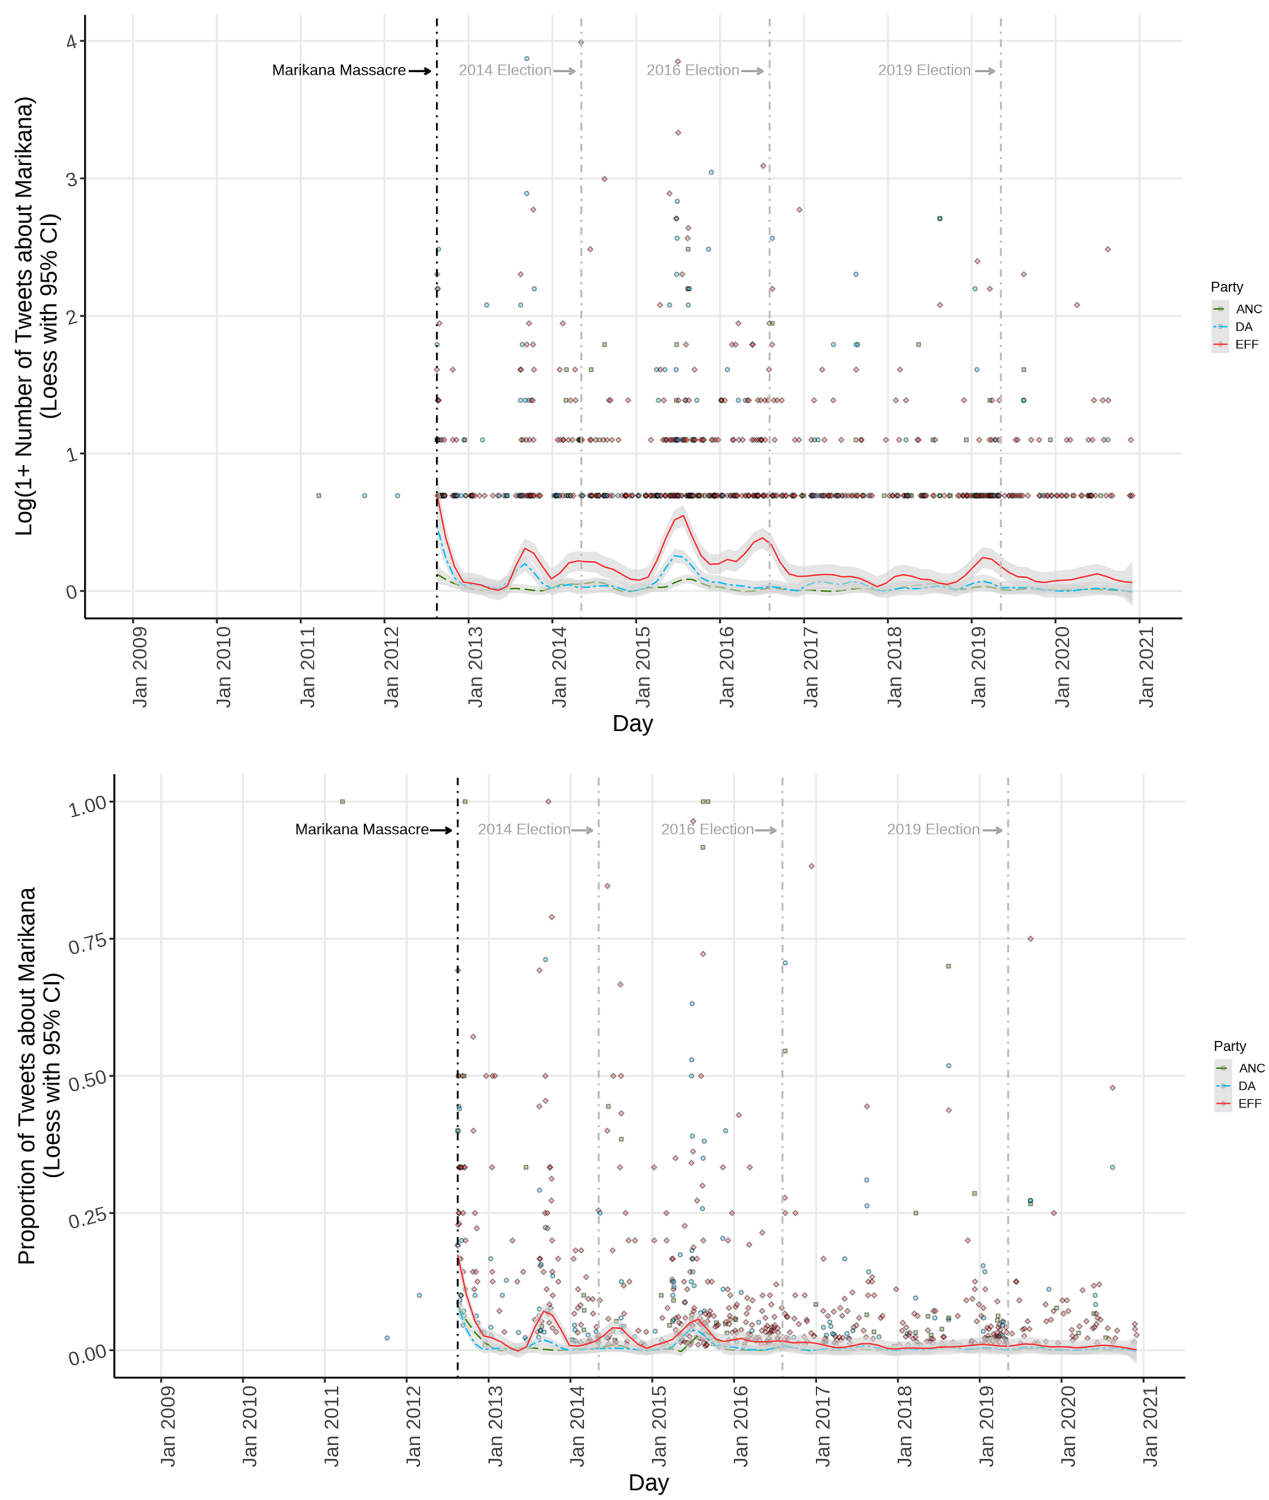 Log(1+ Number of Tweets about Marikana)
(Loess with 95% CI)
4
3
2
1
0
Marikana Massacre
2014 Election
2016 Election
2019 Election
Jan 2009
Jan 2010
Jan 2011
Jan 2012
Jan 2013
Jan 2014
Jan 2015
Jan 2016
Jan 2017
Jan 2018
Jan 2019
Jan 2020
Jan 2021
Day
Party
ANC
DA
EFF
Proportion of Tweets about Marikana
(Loess with 95% CI)
1.00
0.75
0.50
0.25
0.00
Marikana Massacre
2014 Election
2016 Election
2019 Election
Jan 2009
Jan 2010
Jan 2011
Jan 2012
Jan 2013
Jan 2014
Jan 2015
Jan 2016
Jan 2017
Jan 2018
Jan 2019
Jan 2020
Jan 2021
Day
Party
ANC
DA
EFF